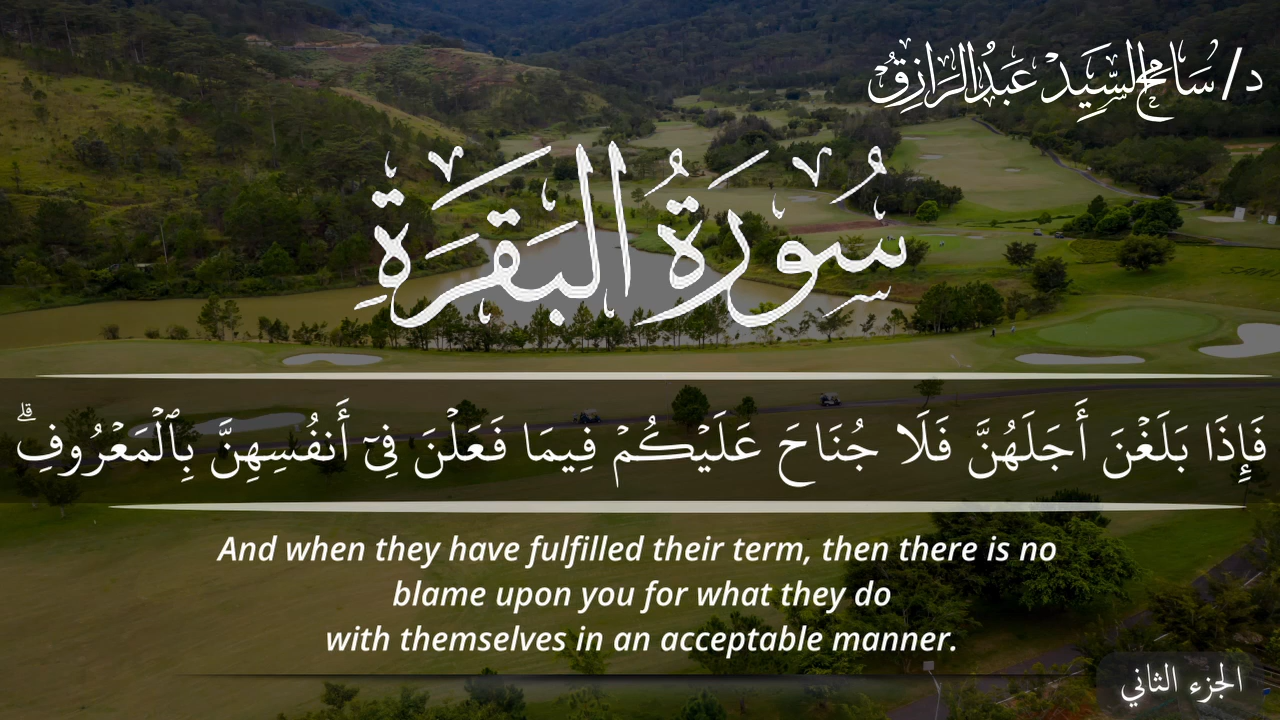 د/ سَامح السَّيِّدْ عَبْدُ الرَّازِقُ
سُورَةُ البَقَرَةِ
فَإِذَا بَلَغۡنَ أَجَلَهُنَّ فَلَا جُنَاحَ عَلَيۡكُمۡ فِيمَا فَعَلۡنَ فِيٓ أَنفُسِهِنَّ بِٱلۡمَعۡرُوفِۗ
And when they have fulfilled their term, then there is no
blame upon you for what they do
with themselves in an acceptable manner.
الجزء الثاني